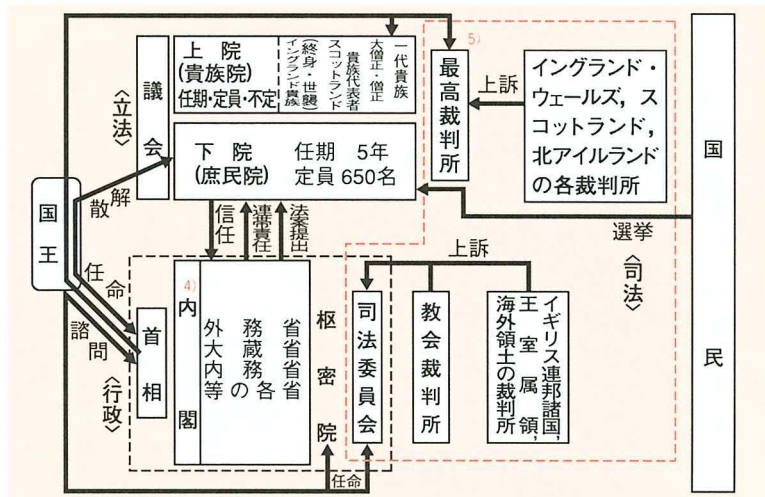 国王
解散
任命
諮問
〈立法〉
議会
上院
(貴族院)
任期・定員・不定
一代貴族
大僧正・僧正
貴族代表者
スコットランド
(終身・世襲)
イングランド貴族
下院 任期 5年
(庶民院) 定員 650名
信任
連帯責任
法案提出
〈行政〉
首相
4)
内閣
外務省
大蔵省
内務省
等の各省
枢密院
任命
5)
最高裁判所
上訴
イングランド・
ウェールズ,ス
コットランド,
北アイルランド
の各裁判所
選挙
〈司法〉
上訴
司法委員会
教会裁判所
イギリス連邦諸国,
王室属領,
海外領土の裁判所
国民